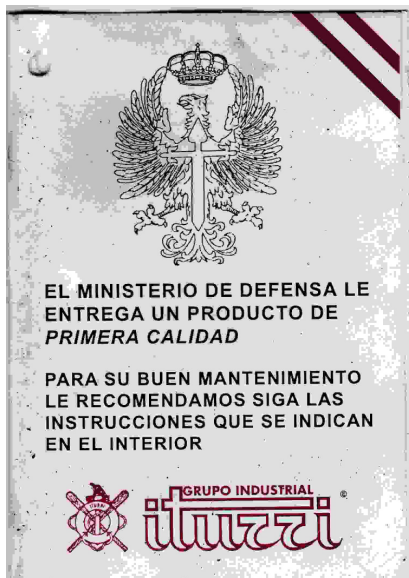 EL MINISTERIO DE DEFENSA LE
ENTREGA UN PRODUCTO DE
PRIMERA CALIDAD
PARA SU BUEN MANTENIMIENTO
LE RECOMENDAMOS SIGA LAS
INSTRUCCIONES QUE SE INDICAN
EN EL INTERIOR
GRUPO INDUSTRIAL
ituzzi ®